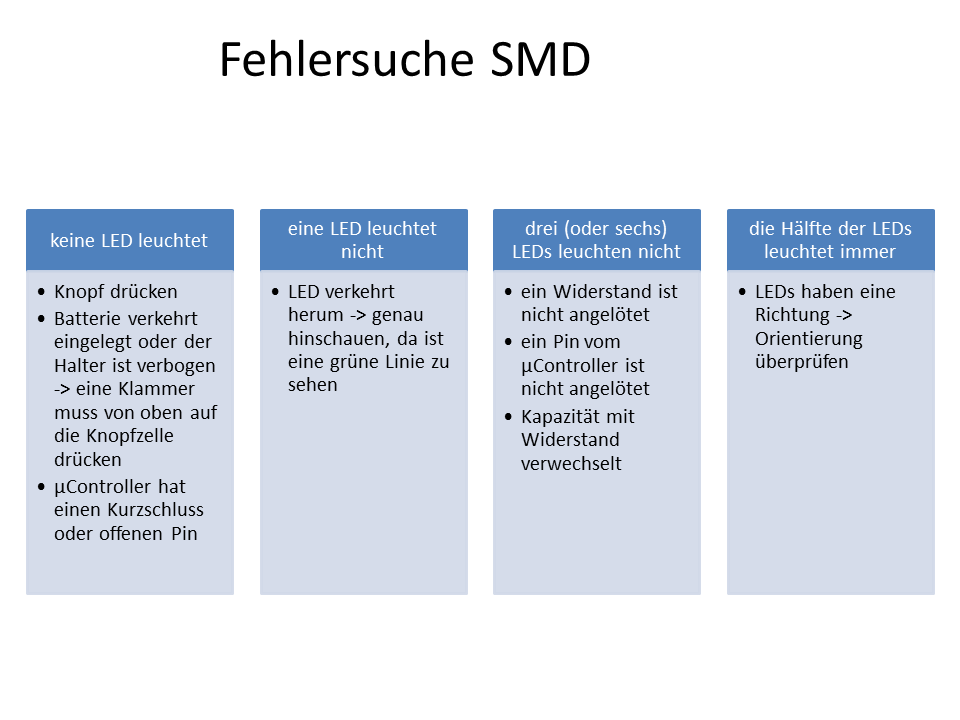 Fehlersuche SMD
keine LED leuchtet
• Knopf drücken
• Batterie verkehrt
eingelegt oder der
Halter ist verbogen
-> eine Klammer
muss von oben auf
die Knopfzelle
drücken
• µController hat
einen Kurzschluss
oder offenen Pin
eine LED leuchtet
nicht
• LED verkehrt
herum -> genau
hinschauen, da ist
eine grüne Linie zu
sehen
drei (oder sechs)
LEDs leuchten nicht
• ein Widerstand ist
nicht angelötet
• ein Pin vom
µController ist
nicht angelötet
• Kapazität mit
Widerstand
verwechselt
die Hälfte der LEDs
leuchtet immer
• LEDs haben eine
Richtung ->
Orientierung
überprüfen